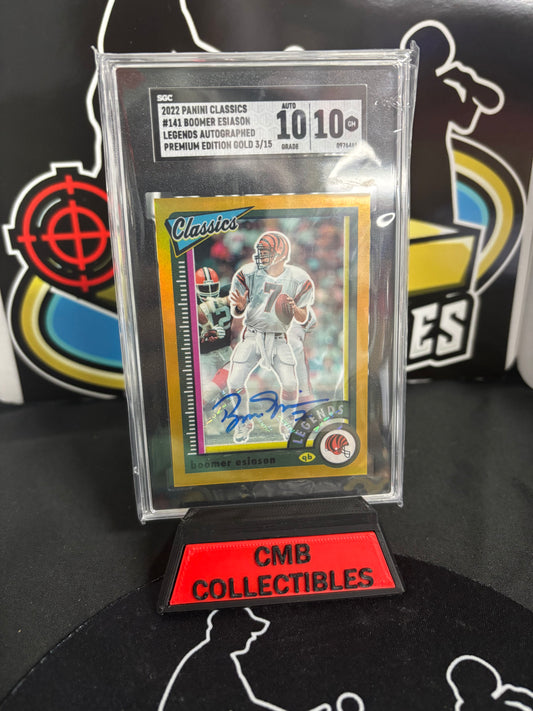 SGC
2022 PANINI CLASSICS
#141 BOOMER ESIASON
LEGENDS AUTOGRAPHED
PREMIUM EDITION GOLD 3/15
AUTO
10
GRADE
10 GM
Classics
7
LEGENDS
boomer esiason
qb
CMB
COLLECTIBLES